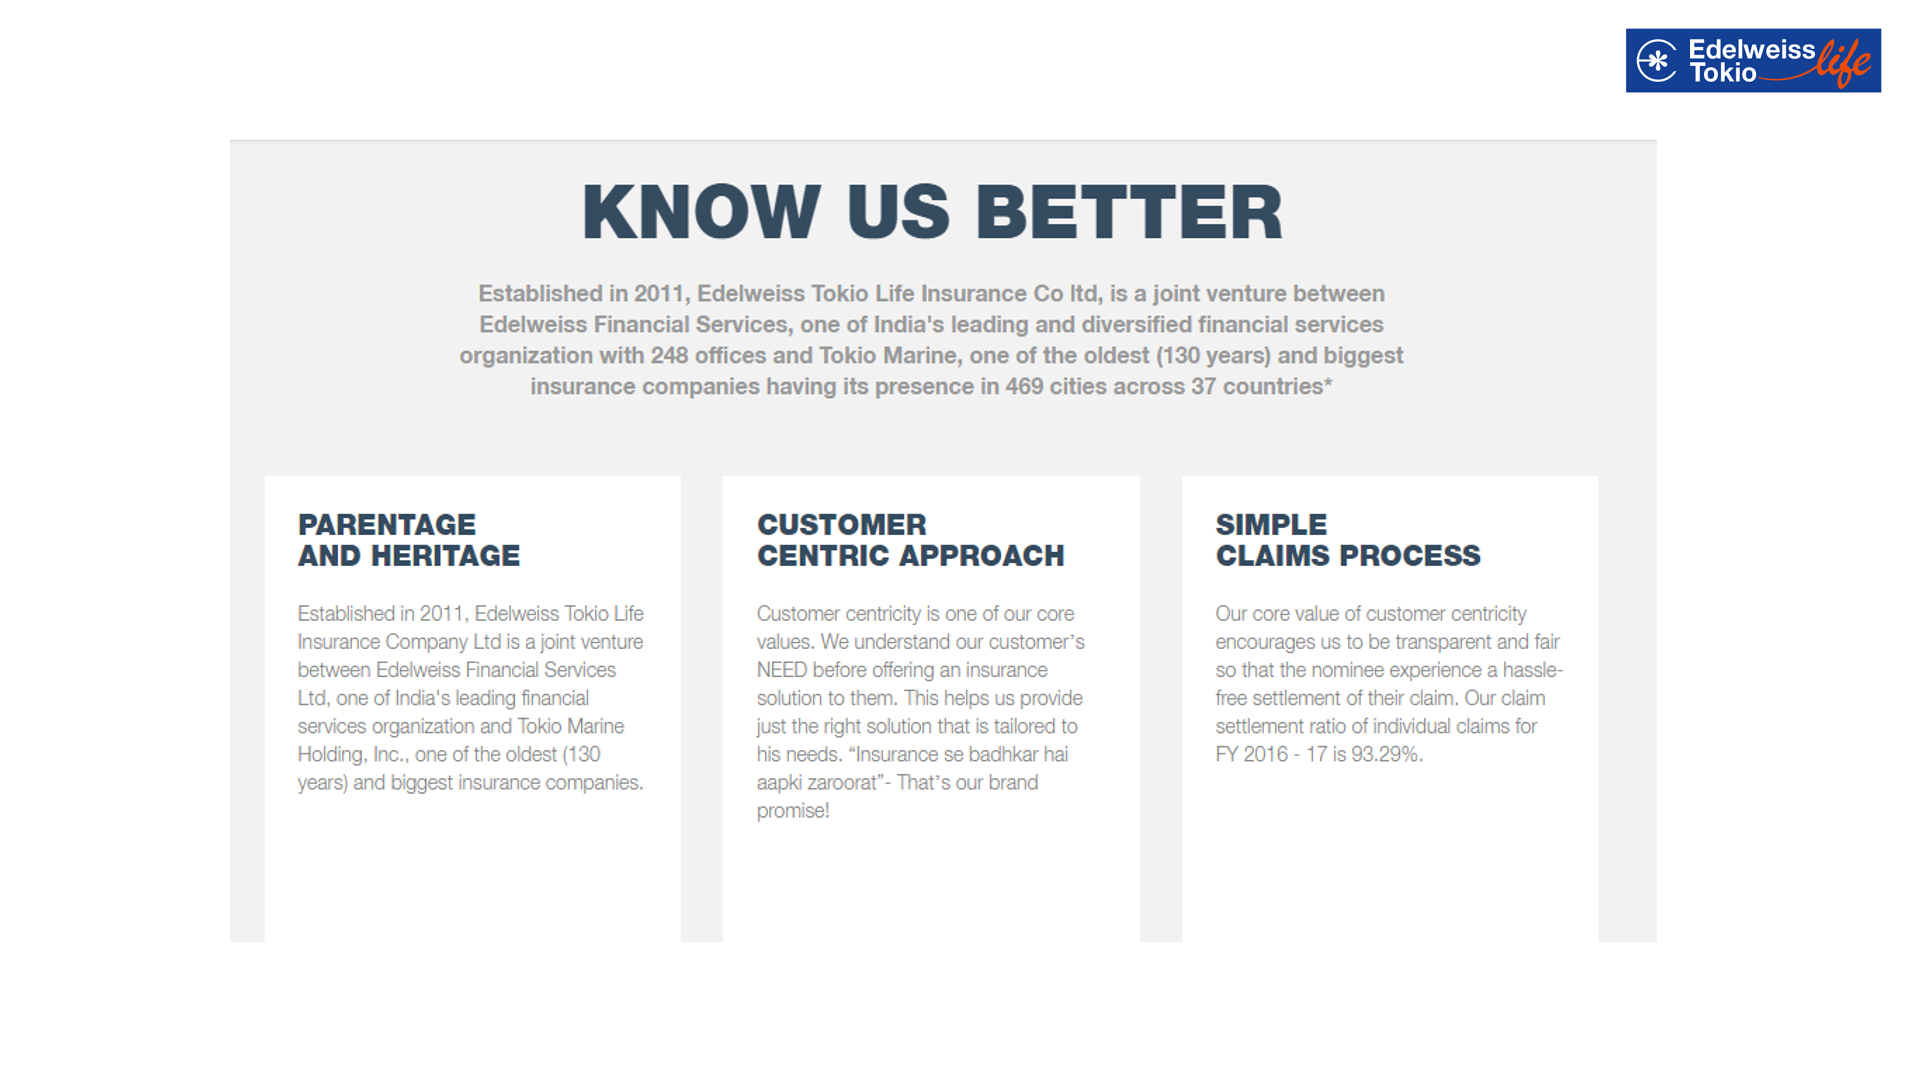 Edelweiss
Tokio life
KNOW US BETTER
Established in 2011, Edelweiss Tokio Life Insurance Co ltd, is a joint venture between
Edelweiss Financial Services, one of India's leading and diversified financial services
organization with 248 offices and Tokio Marine, one of the oldest (130 years) and biggest
insurance companies having its presence in 469 cities across 37 countries*
PARENTAGE
AND HERITAGE
Established in 2011, Edelweiss Tokio Life
Insurance Company Ltd is a joint venture
between Edelweiss Financial Services
Ltd, one of India's leading financial
services organization and Tokio Marine
Holding, Inc., one of the oldest (130
years) and biggest insurance companies.
CUSTOMER
CENTRIC APPROACH
Customer centricity is one of our core
values. We understand our customer’s
NEED before offering an insurance
solution to them. This helps us provide
just the right solution that is tailored to
his needs. “Insurance se badhkar hai
aapki zaroorat”- That’s our brand
promise!
SIMPLE
CLAIMS PROCESS
Our core value of customer centricity
encourages us to be transparent and fair
so that the nominee experience a hassle-
free settlement of their claim. Our claim
settlement ratio of individual claims for
FY 2016 - 17 is 93.29%.